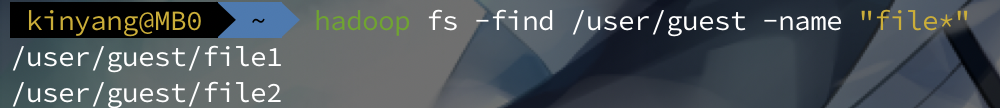 kinyang@MB0 ~ hadoop fs -find /user/guest -name "file*"
/user/guest/file1
/user/guest/file2